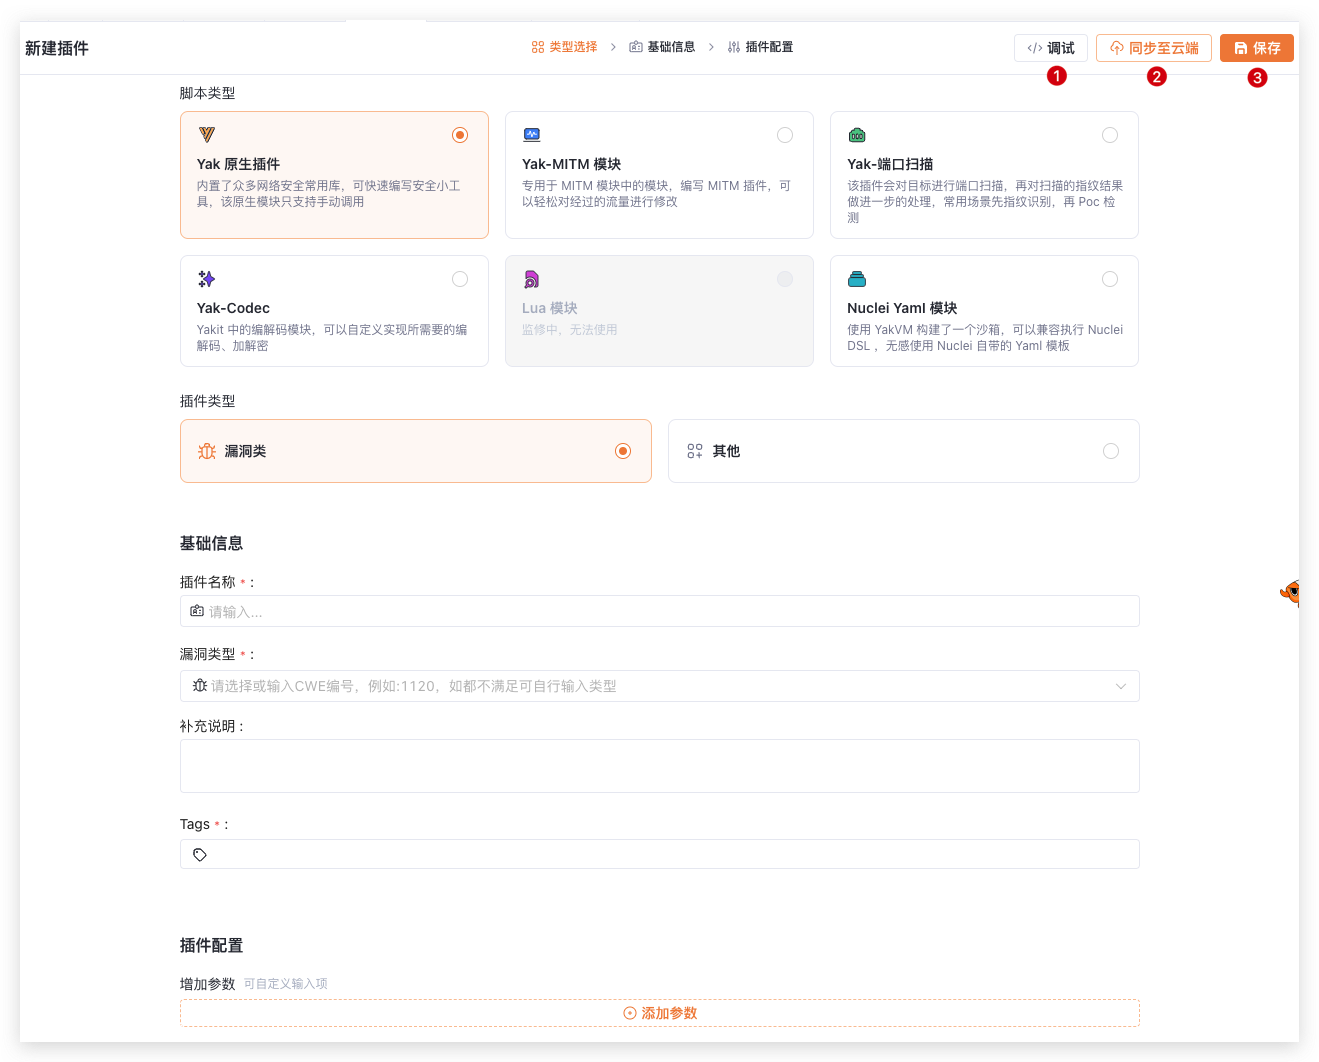 新建插件
类型选择 > 基础信息 > 插件配置
</> 调试
同步至云端
保存
1
2
3
脚本类型
Yak 原生插件
内置了众多网络安全常用库，可快速编写安全小工
具，该原生模块只支持手动调用
Yak-MITM 模块
专用于 MITM 模块中的模块，编写 MITM 插件，可
以轻松对经过的流量进行修改
Yak-端口扫描
该插件会对目标进行端口扫描，再对扫描的指纹结果
做进一步的处理，常用场景先指纹识别，再 Poc 检
测
Yak-Codec
Yakit 中的编解码模块，可以自定义实现所需要的编
解码、加解密
Lua 模块
监修中，无法使用
Nuclei Yaml 模块
使用 YakVM 构建了一个沙箱，可以兼容执行 Nuclei
DSL ，无感使用 Nuclei 自带的 Yaml 模板
插件类型
漏洞类
其他
基础信息
插件名称 * :
请输入...
漏洞类型 * :
请选择或输入CWE编号，例如:1120，如都不满足可自行输入类型
补充说明 :
Tags * :
插件配置
增加参数 可自定义输入项
添加参数